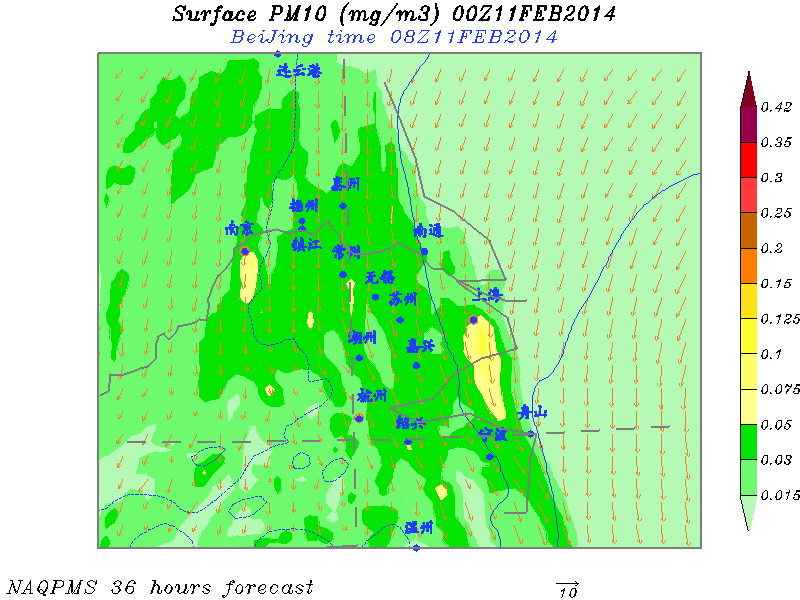 Surface PM10 (mg/m3) 00Z11FEB2014
BeiJing time 08Z11FEB2014
连云港
0.42
0.35
0.3
0.25
0.2
0.15
0.125
0.1
0.075
0.05
0.03
0.015
泰州
扬州
南京
南通
镇江
常州
无锡
上海
苏州
湖州
嘉兴
杭州
舟山
绍兴
宁波
温州
NAQPMS 36 hours forecast
10